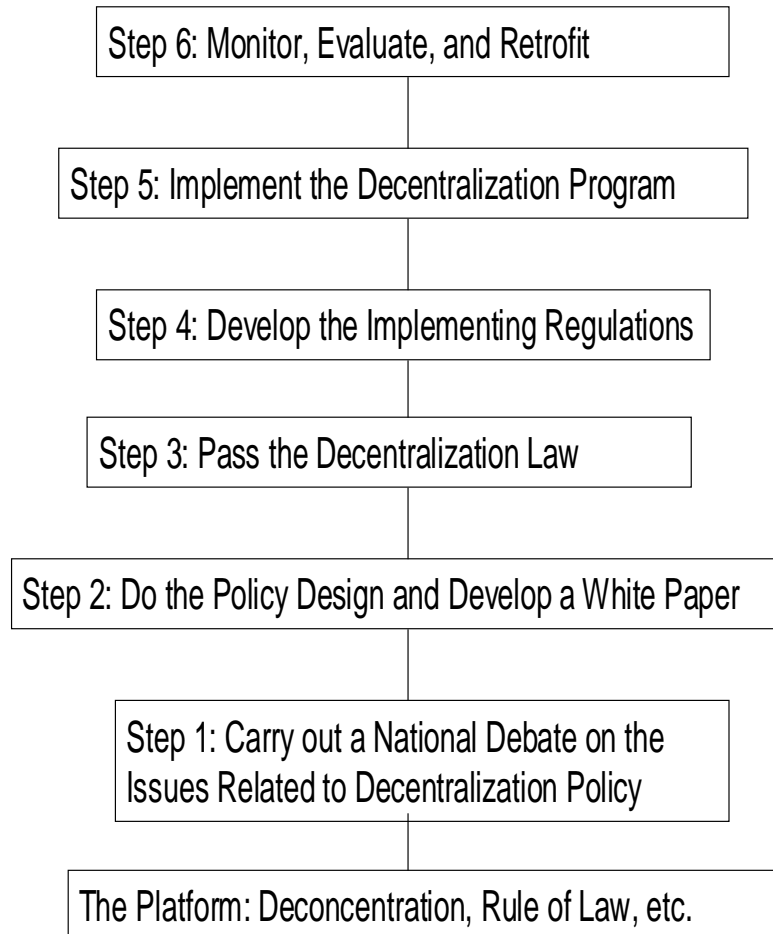 Step 6: Monitor, Evaluate, and Retrofit
Step 5: Implement the Decentralization Program
Step 4: Develop the Implementing Regulations
Step 3: Pass the Decentralization Law
Step 2: Do the Policy Design and Develop a White Paper
Step 1: Carry out a National Debate on the
Issues Related to Decentralization Policy
The Platform: Deconcentration, Rule of Law, etc.